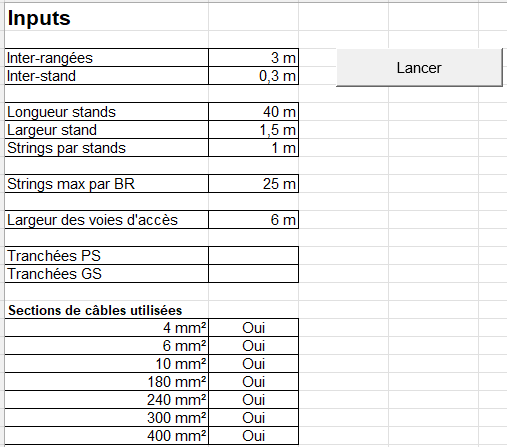 Inputs
Inter-rangées 3 m
Lancer
Inter-stand 0,3 m
Longueur stands 40 m
Largeur stand 1,5 m
Strings par stands 1 m
Strings max par BR 25 m
Largeur des voies d'accès 6 m
Tranchées PS
Tranchées GS
Sections de câbles utilisées
4 mm² Oui
6 mm² Oui
10 mm² Oui
180 mm² Oui
240 mm² Oui
300 mm² Oui
400 mm² Oui